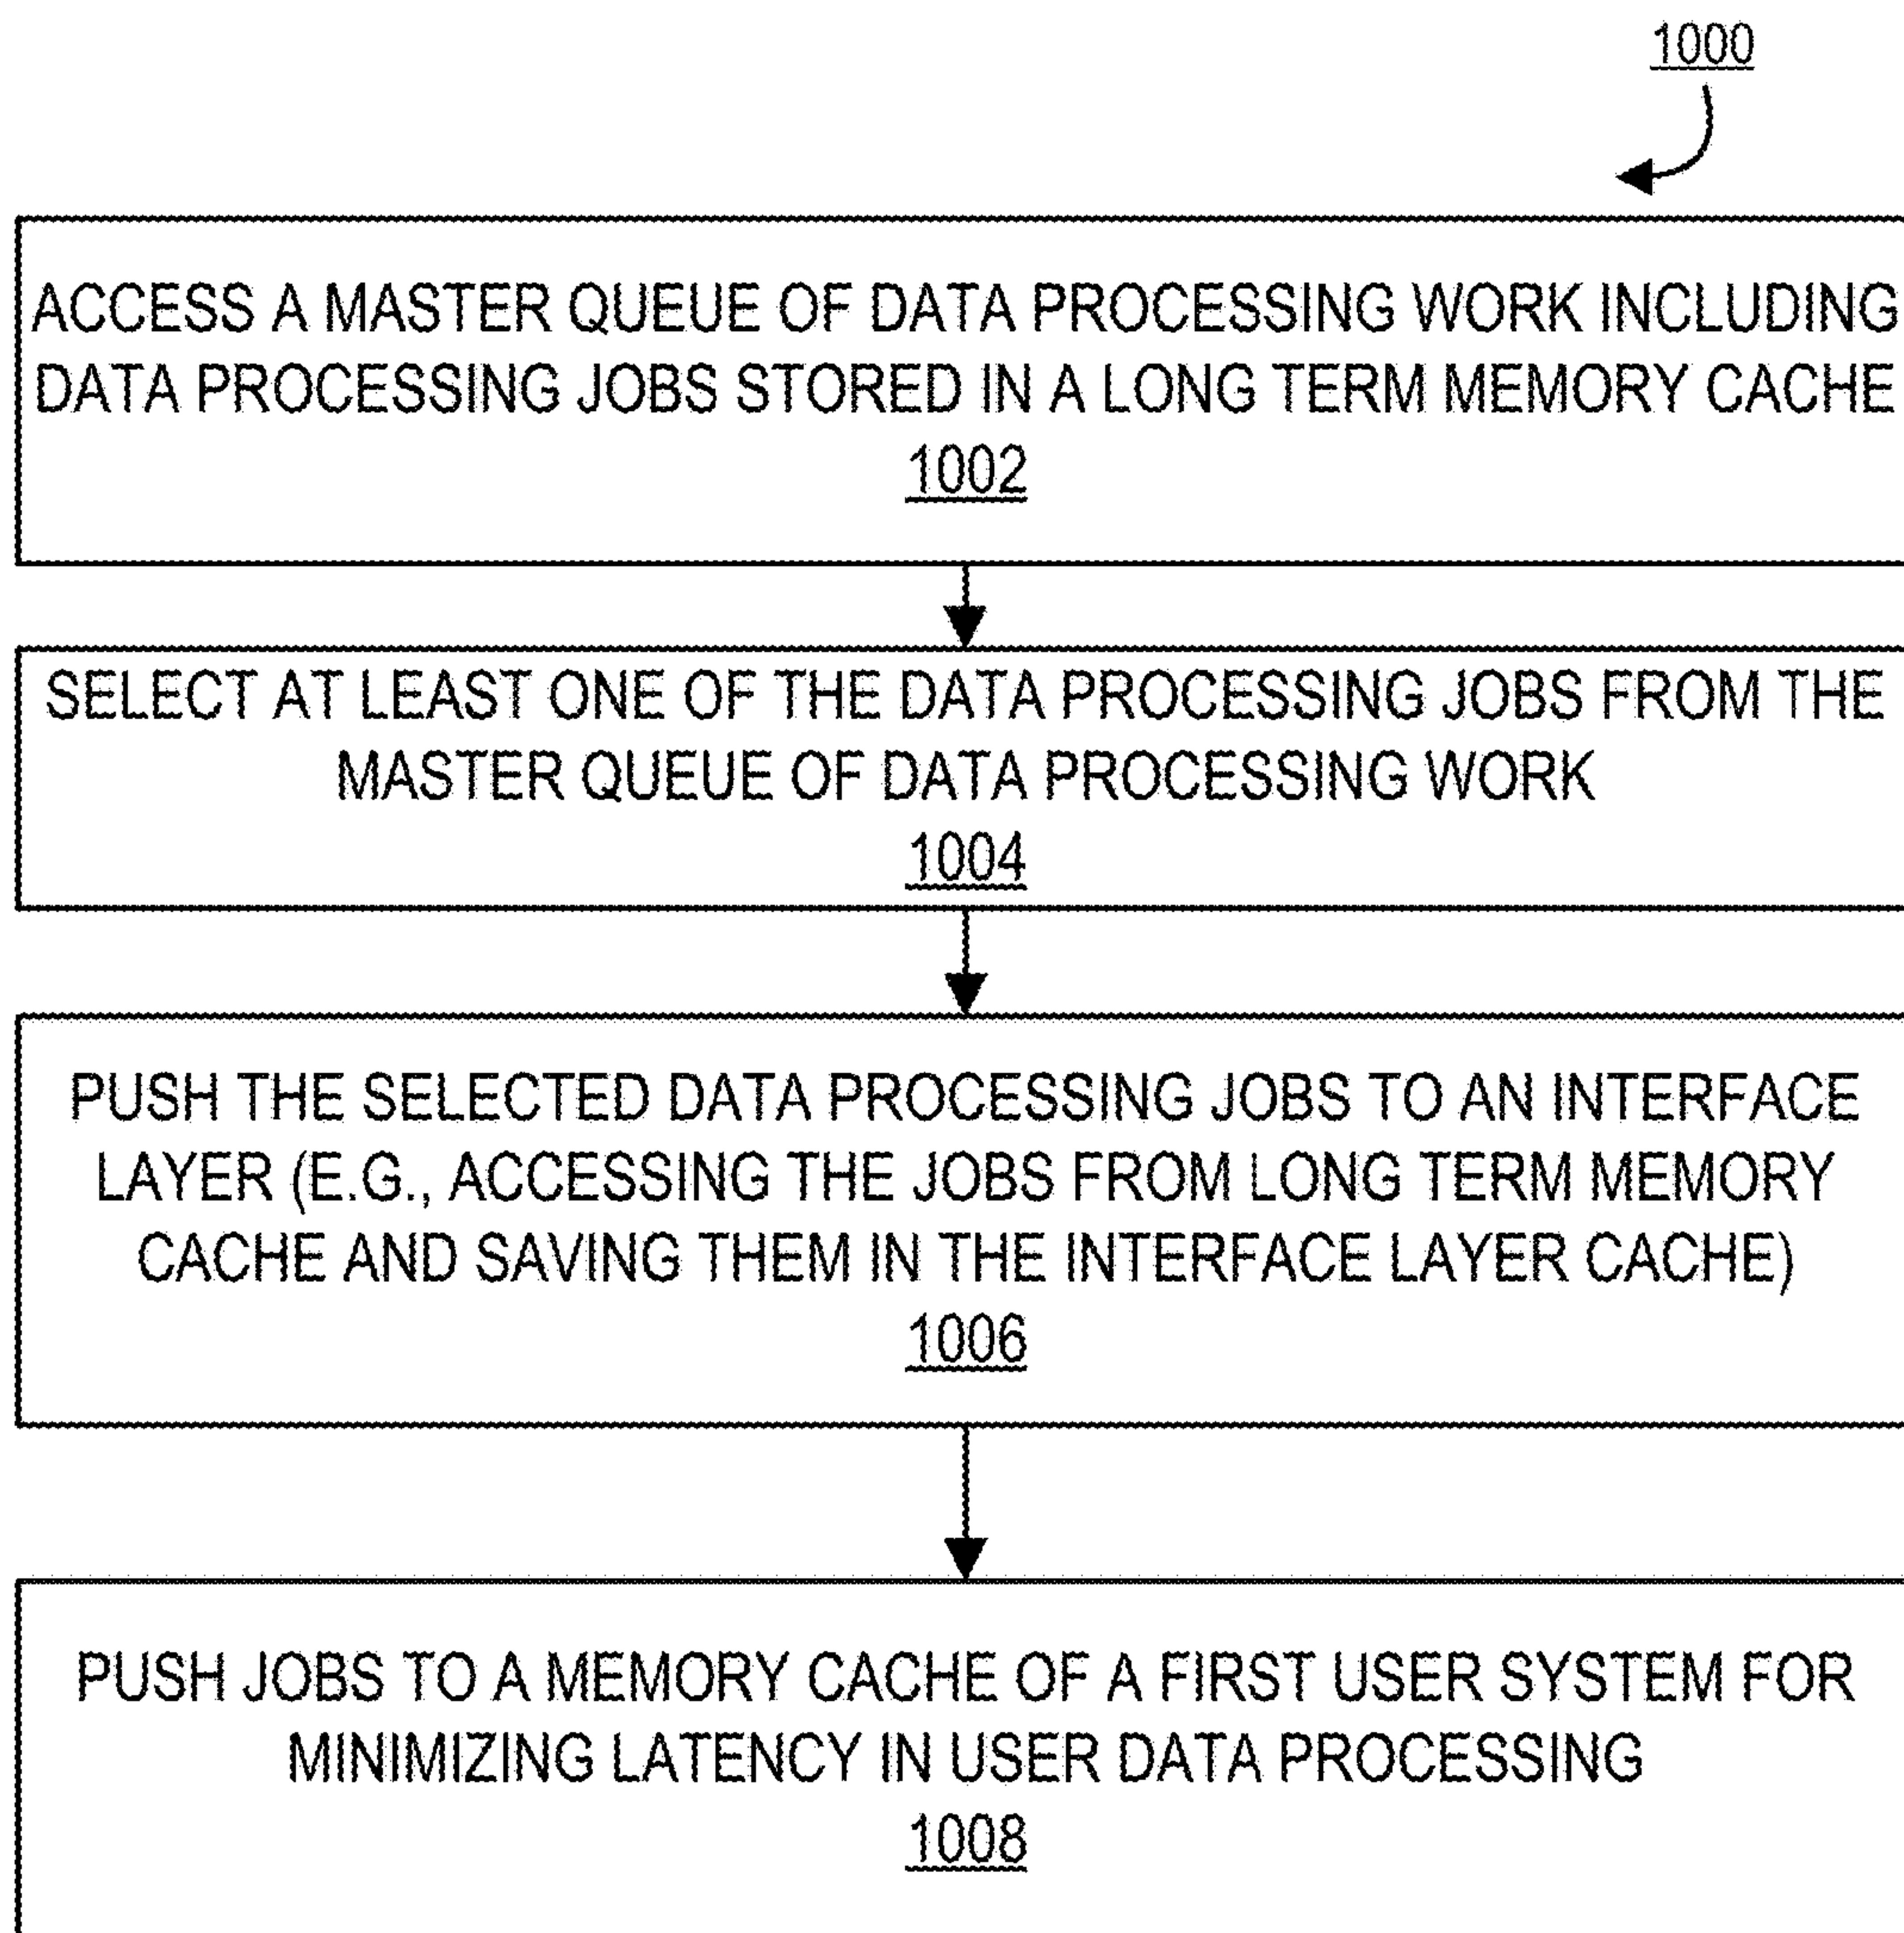 1000
ACCESS A MASTER QUEUE OF DATA PROCESSING WORK INCLUDING
DATA PROCESSING JOBS STORED IN A LONG TERM MEMORY CACHE
1002
SELECT AT LEAST ONE OF THE DATA PROCESSING JOBS FROM THE
MASTER QUEUE OF DATA PROCESSING WORK
1004
PUSH THE SELECTED DATA PROCESSING JOBS TO AN INTERFACE
LAYER (E.G., ACCESSING THE JOBS FROM LONG TERM MEMORY
CACHE AND SAVING THEM IN THE INTERFACE LAYER CACHE)
1006
PUSH JOBS TO A MEMORY CACHE OF A FIRST USER SYSTEM FOR
MINIMIZING LATENCY IN USER DATA PROCESSING
1008